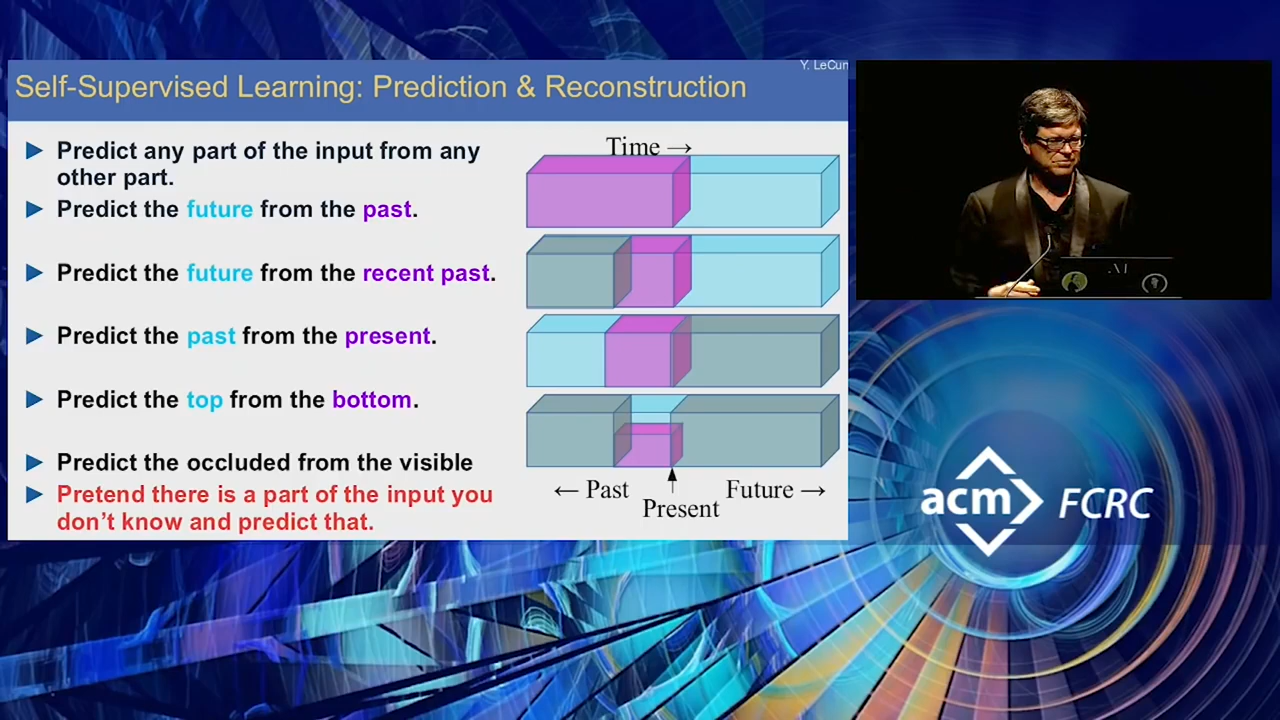 Y. LeCun
Self-Supervised Learning: Prediction & Reconstruction
▶ Predict any part of the input from any
other part.
▶ Predict the future from the past.
▶ Predict the future from the recent past.
▶ Predict the past from the present.
▶ Predict the top from the bottom.
▶ Predict the occluded from the visible
▶ Pretend there is a part of the input you
don’t know and predict that.
Time →
← Past
Present
Future →
acm FCRC